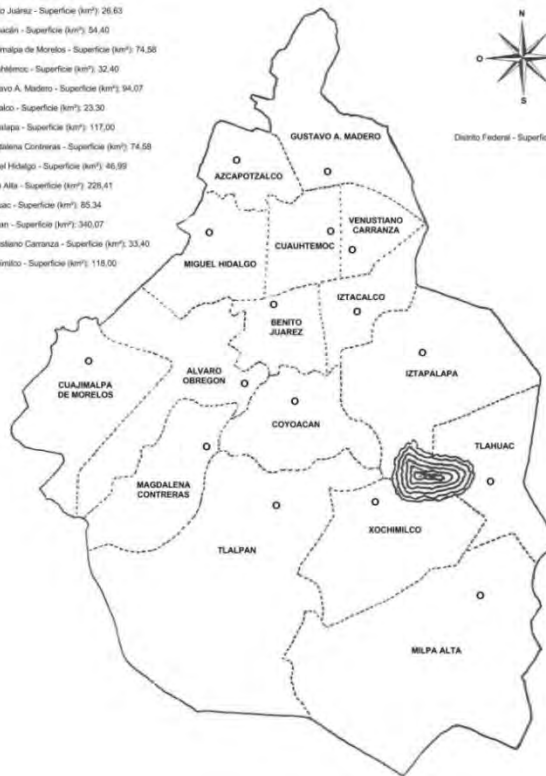 o Juárez - Superficie (km²): 26,63
acán - Superficie (km²): 54,40
imalpa de Morelos - Superficie (km²): 74,58
uhtémoc - Superficie (km²): 32,40
avo A. Madero - Superficie (km²): 94,07
alco - Superficie (km²): 23,30
alapa - Superficie (km²): 117,00
dalena Contreras - Superficie (km²): 74,58
el Hidalgo - Superficie (km²): 46,99
Alta - Superficie (km²): 228,41
uac - Superficie (km²): 85,34
an - Superficie (km²): 340,07
ustiano Carranza - Superficie (km²): 33,40
imilco - Superficie (km²): 118,00
N
O
E
S
Distrito Federal - Superfic
GUSTAVO A. MADERO
AZCAPOTZALCO
VENUSTIANO
CARRANZA
CUAUHTEMOC
MIGUEL HIDALGO
IZTACALCO
BENITO
JUAREZ
ALVARO
OBREGON
IZTAPALAPA
CUAJIMALPA
DE MORELOS
COYOACAN
TLAHUAC
MAGDALENA
CONTRERAS
XOCHIMILCO
TLALPAN
MILPA ALTA